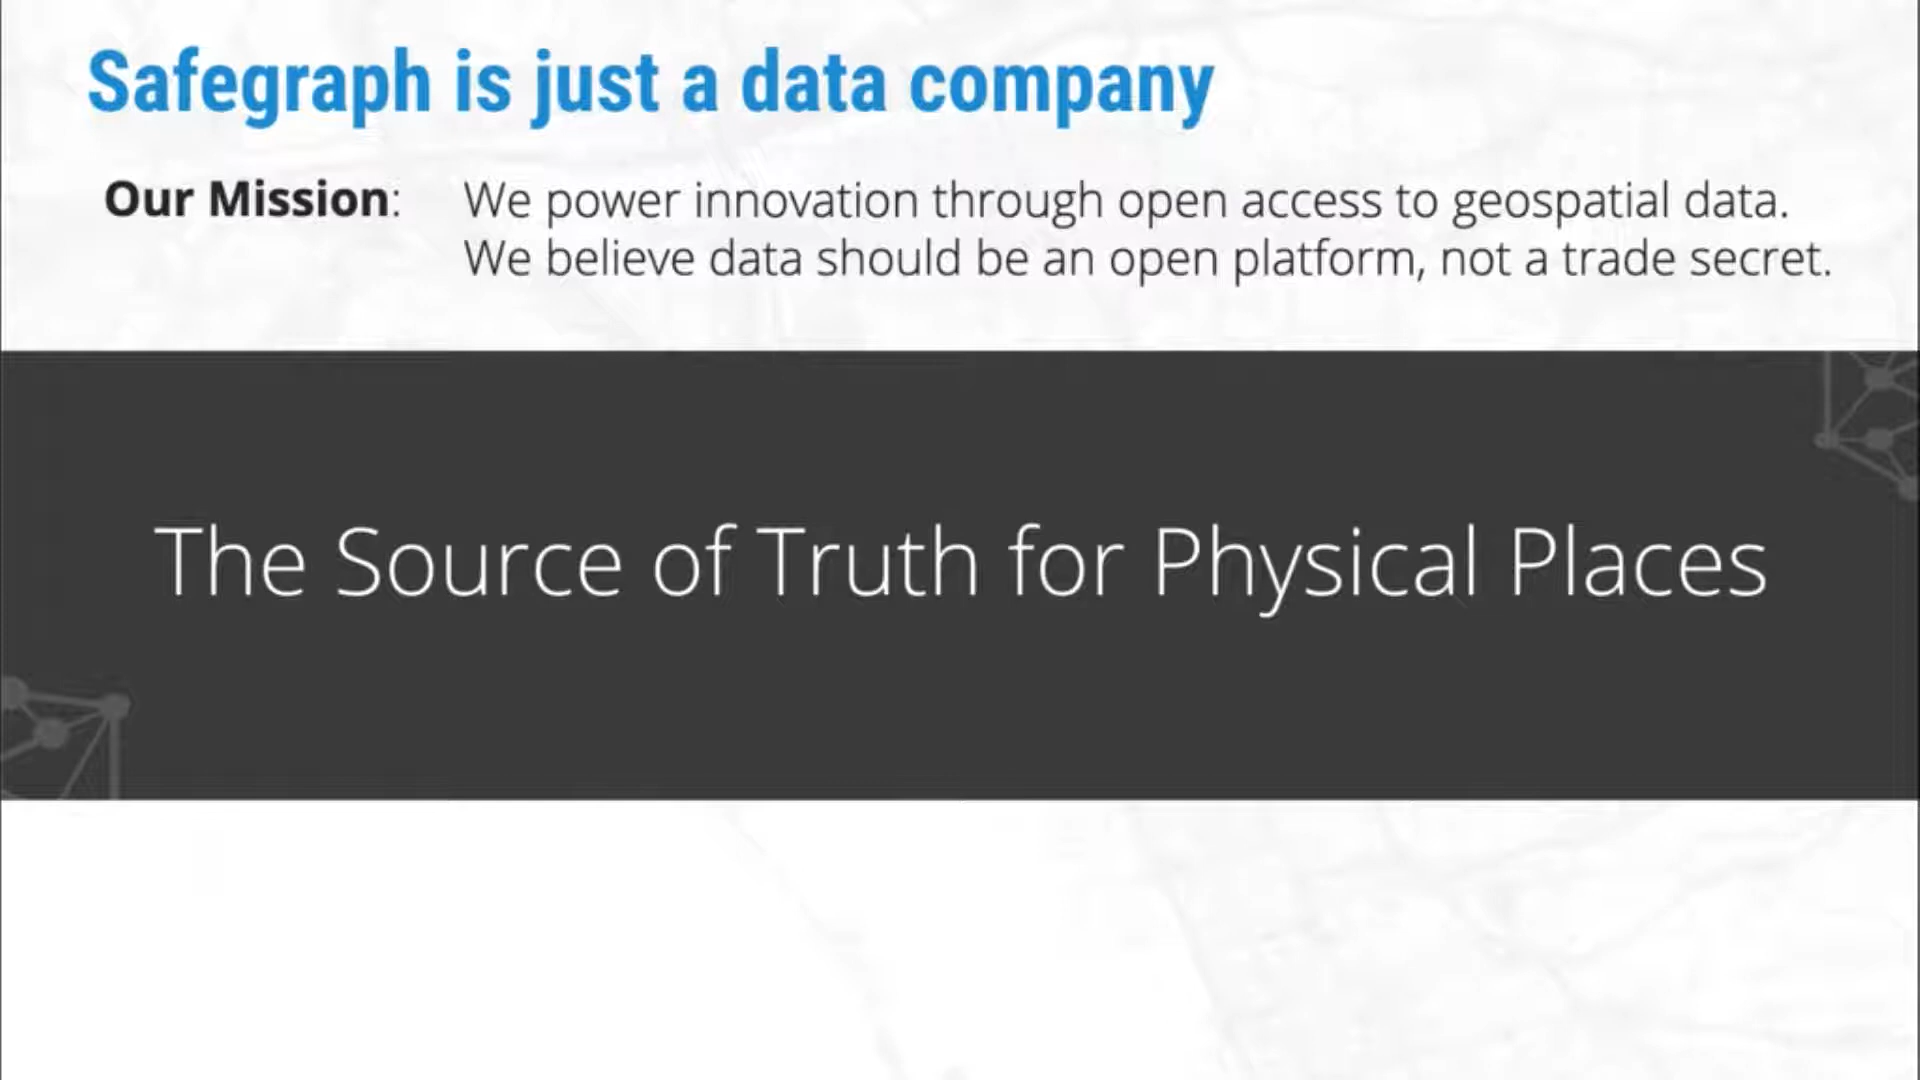 Safegraph is just a data company
Our Mission: We power innovation through open access to geospatial data.
We believe data should be an open platform, not a trade secret.
The Source of Truth for Physical Places